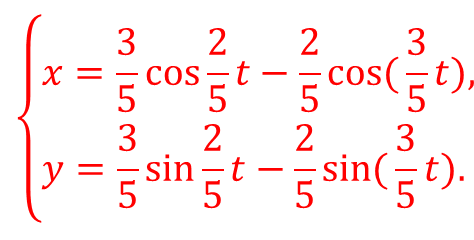 x = 3/5 cos 2/5 t − 2/5 cos(3/5 t),
y = 3/5 sin 2/5 t − 2/5 sin(3/5 t).